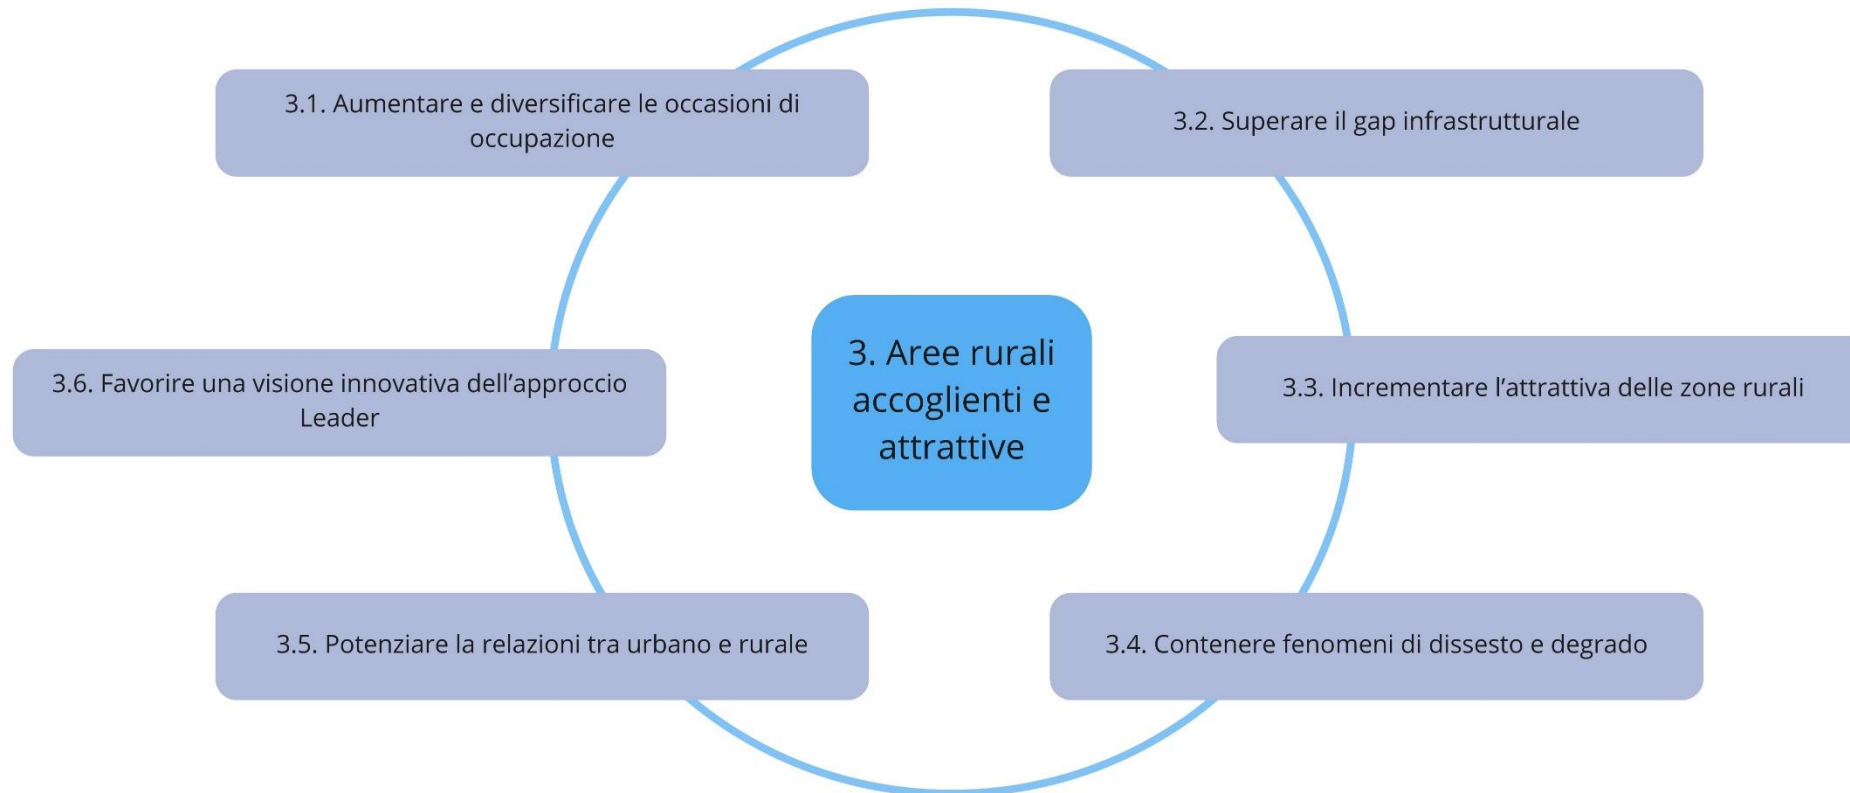 3.1. Aumentare e diversificare le occasioni di
occupazione
3.2. Superare il gap infrastrutturale
3. Aree rurali
accoglienti e
attrattive
3.3. Incrementare l’attrattiva delle zone rurali
3.6. Favorire una visione innovativa dell’approccio
Leader
3.5. Potenziare la relazioni tra urbano e rurale
3.4. Contenere fenomeni di dissesto e degrado